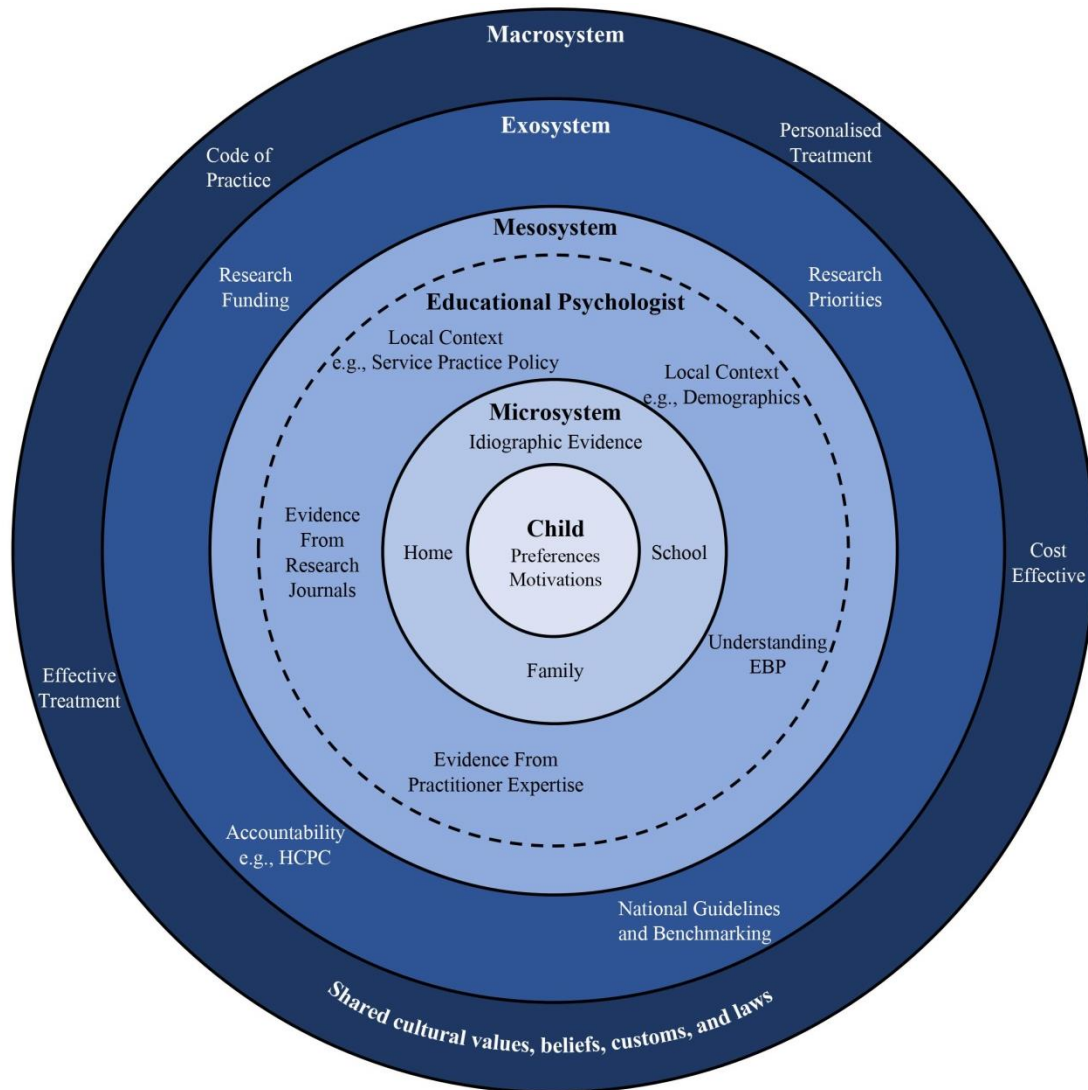 Macrosystem
Exosystem
Personalised
Treatment
Code of
Practice
Mesosystem
Research
Funding
Research
Priorities
Educational Psychologist
Local Context
e.g., Service Practice Policy
Local Context
e.g., Demographics
Microsystem
Idiographic Evidence
Evidence
From
Research
Journals
Home
Child
Preferences
Motivations
School
Cost
Effective
Understanding
EBP
Family
Effective
Treatment
Evidence From
Practitioner Expertise
Accountability
e.g., HCPC
National Guidelines
and Benchmarking
Shared cultural values, beliefs, customs, and laws